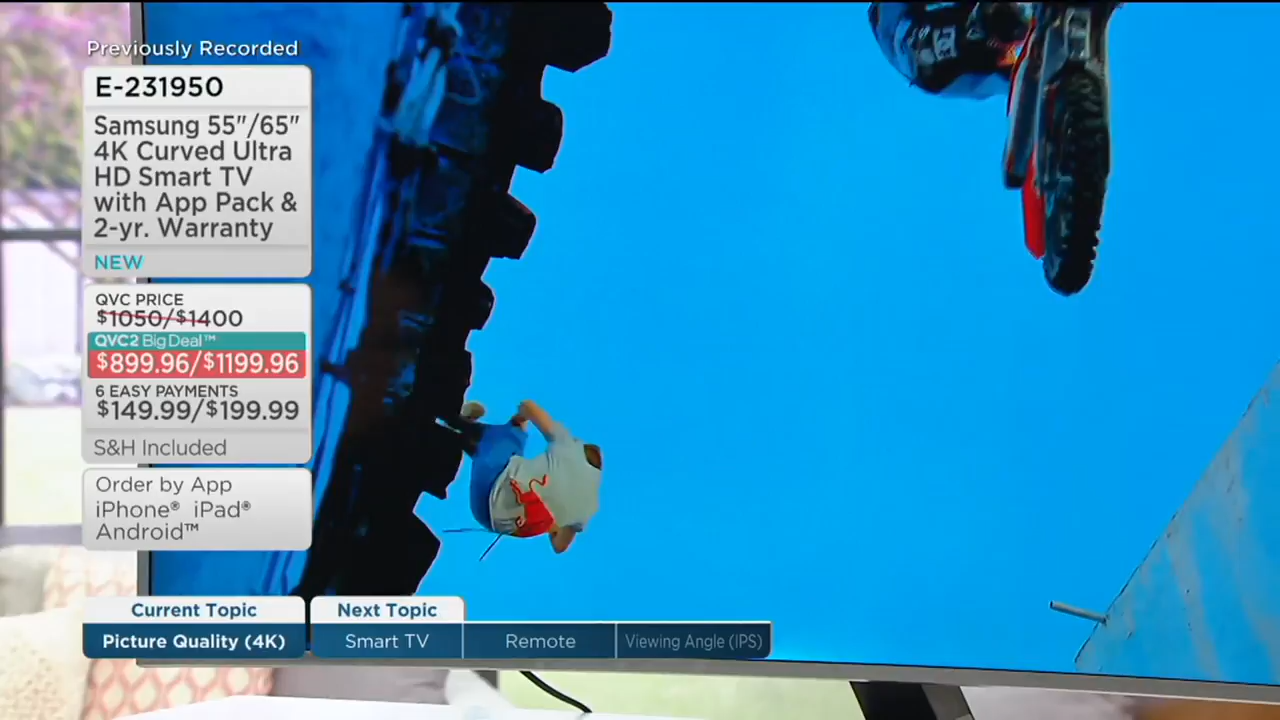 Previously Recorded
E-231950
Samsung 55"/65"
4K Curved Ultra
HD Smart TV
with App Pack &
2-yr. Warranty
NEW
QVC PRICE
$1050/$1400
QVC2 Big Deal™
$899.96/$1199.96
6 EASY PAYMENTS
$149.99/$199.99
S&H Included
Order by App
iPhone® iPad®
Android™
Current Topic Next Topic
Picture Quality (4K) Smart TV Remote Viewing Angle (IPS)